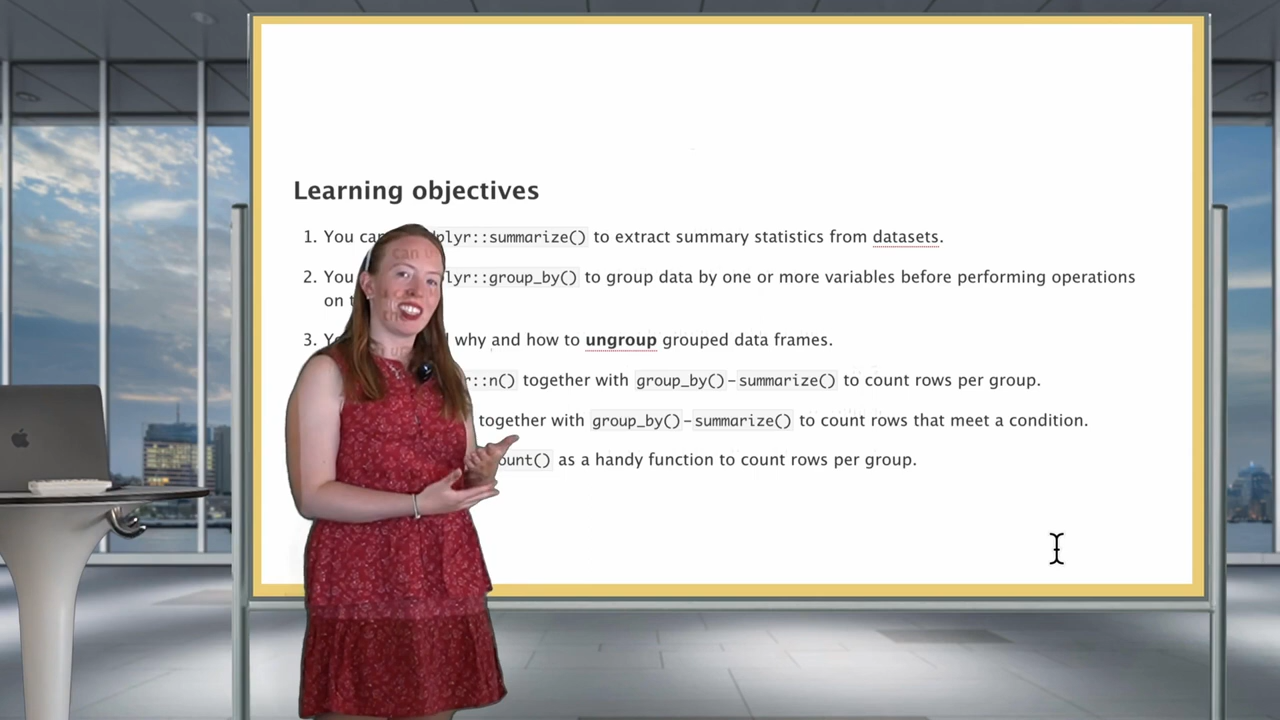 Learning objectives
1. You can dplyr::summarize() to extract summary statistics from datasets.
2. You plyr::group_by() to group data by one or more variables before performing operations
on
3. why and how to ungroup grouped data frames.
::n() together with group_by()-summarize() to count rows per group.
together with group_by()-summarize() to count rows that meet a condition.
count() as a handy function to count rows per group.